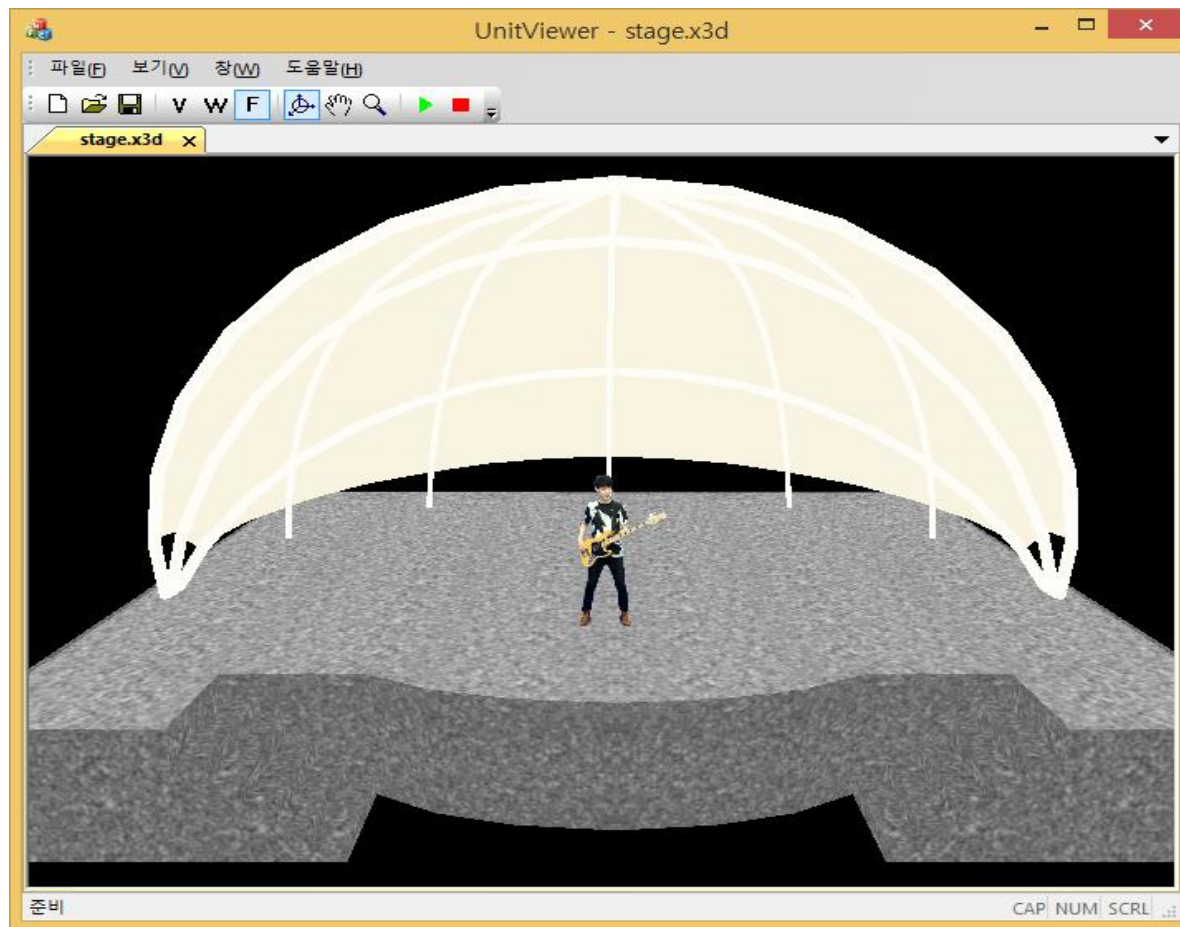 UnitViewer - stage.x3d
파일(F) 보기(V) 창(W) 도움말(H)
V W F
stage.x3d
준비 CAP NUM SCRL